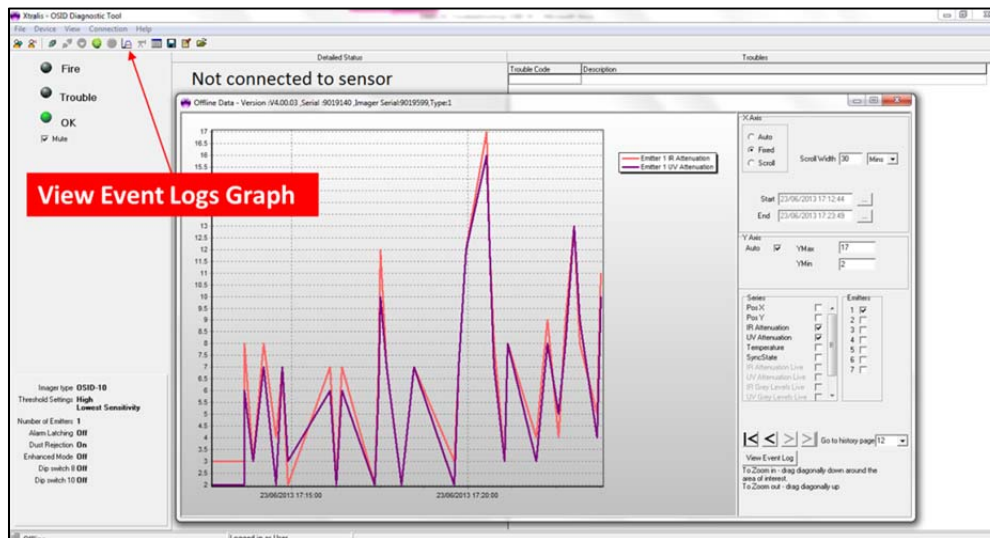 Xtralis - OSID Diagnostic Tool
File Device View Connection Help
Detailed Status
Troubles
Fire
Trouble
OK
Mute
Not connected to sensor
Trouble Code
Description
View Event Logs Graph
Offline Data - Version :V4.00.03 ,Serial :9019140 ,Imager Serial:9019599,Type:1
17
16.5
16
15.5
13
12.5
12
11.5
11
10.5
10
9.5
9
8.5
8
7.5
7
6.5
6
5.5
5
4.5
4
3.5
3
2.5
2
23/06/2013 17:15:00
23/06/2013 17:20:00
Emitter 1 IR Attenuation
Emitter 1 UV Attenuation
X Axis
Auto
Fixed
Scroll
Scroll Width 30 Mins
Start 23/06/2013 17:12:44 ...
End 23/06/2013 17:23:49 ...
Y Axis
Auto
YMax 17
YMin 2
Series
Pos X
Pos Y
IR Attenuation
UV Attenuation
Temperature
SyncState
IR Attenuation Live
UV Attenuation Live
IR Grey Levels Live
UV Grey Levels Live
Emitters
1
2
3
4
5
6
7
Go to history page 12
View Event Log
To Zoom in - drag diagonally down around the
area of interest.
To Zoom out - drag diagonally up
Imager type OSID-10
Threshold Settings High
Lowest Sensitivity
Number of Emitters 1
Alarm Latching Off
Dust Rejection On
Enhanced Mode Off
Dip switch 8 Off
Dip switch 10 Off
Offline
Logged in as User